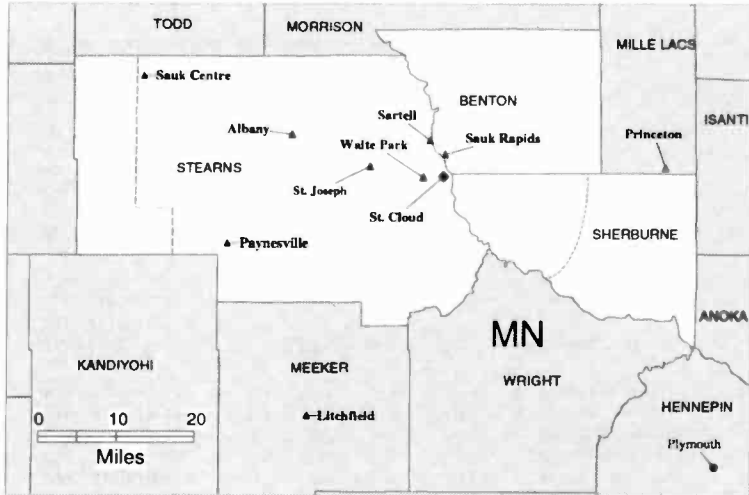 TODD
MORRISON
MILLE LACS
Sauk Centre
BENTON
ISANTI
Sartell
Albany
Sauk Rapids
Princeton
Waite Park
STEARNS
St. Joseph
St. Cloud
SHERBURNE
Paynesville
ANOKA
MN
KANDIYOHI
MEEKER
WRIGHT
HENNEPIN
0 10 20
Litchfield
Plymouth
Miles